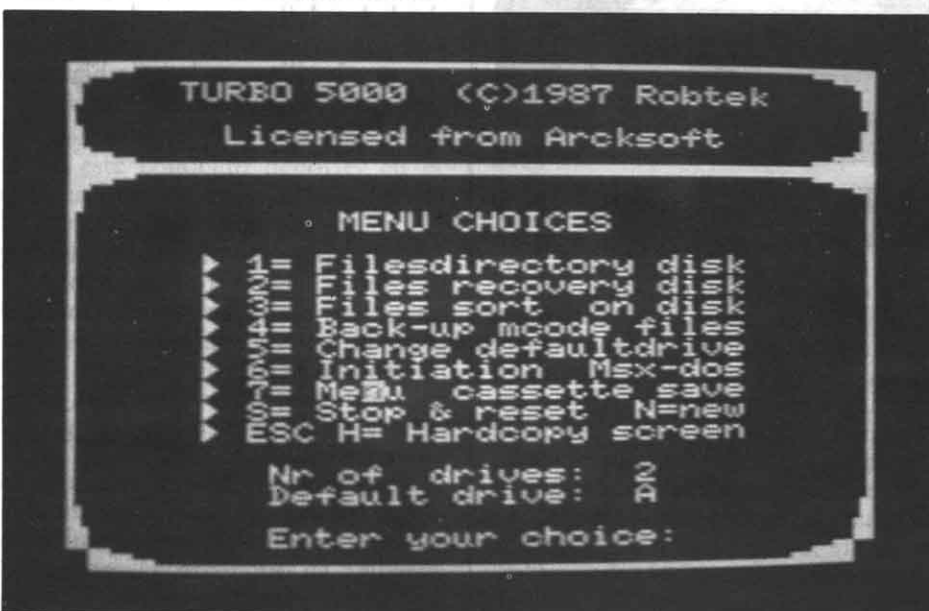 TURBO 5000 (C)1987 Robtek
Licensed from Arcksoft
MENU CHOICES
1= Filesdirectory disk
2= Files recovery disk
3= Files sort on disk
4= Back-up mcode files
5= Change defaultdrive
6= Initiation Msx-dos
7= Menu cassette save
S= Stop & reset N=new
ESC H= Hardcopy screen
Nr of drives: 2
Default drive: A
Enter your choice: